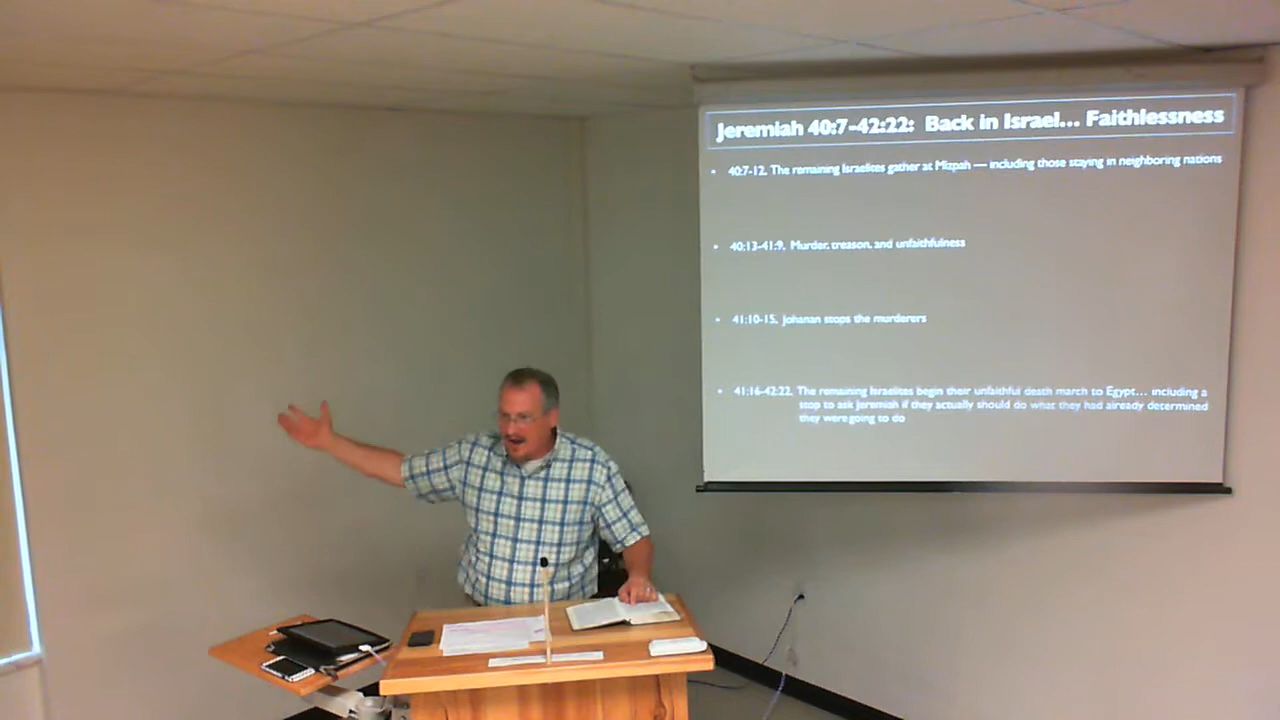 Jeremiah 40:7-42:22: Back in Israel... Faithlessness
• 40:7-12, The remaining Israelites gather at Mizpah — including those staying in neighboring nations
• 40:13-41:9, Murder, treason, and unfaithfulness
• 41:10-15, Johanan stops the murderers
• 41:16-42:22, The remaining Israelites begin their unfaithful death march to Egypt... including a
stop to ask Jeremiah if they actually should do what they had already determined
they were going to do